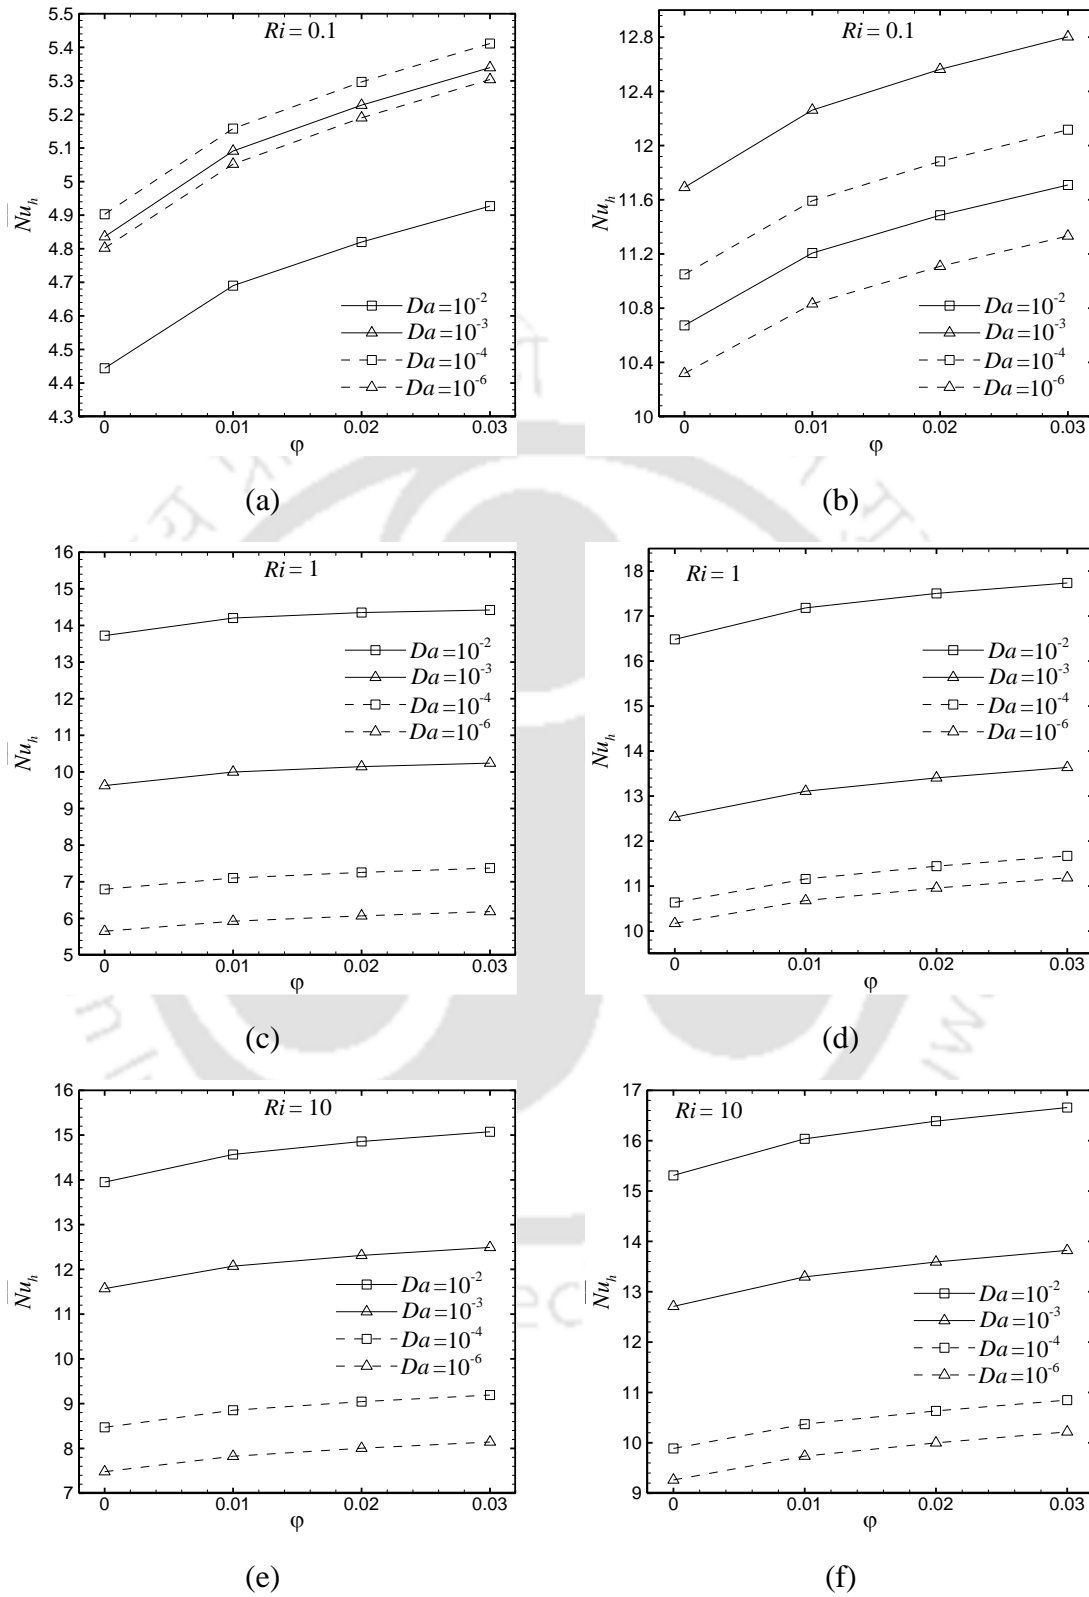 Ri = 0.1
5.5
5.4
5.3
5.2
5.1
5
4.9
4.8
4.7
4.6
4.5
4.4
4.3
Nu_h
Da=10^-2
Da=10^-3
Da=10^-4
Da=10^-6
0 0.01 0.02 0.03
φ
(a)
Ri = 0.1
12.8
12.4
12
11.6
11.2
10.8
10.4
10
Nu_h
Da=10^-2
Da=10^-3
Da=10^-4
Da=10^-6
0 0.01 0.02 0.03
φ
(b)
Ri = 1
16
15
14
13
12
11
10
9
8
7
6
5
Nu_h
Da=10^-2
Da=10^-3
Da=10^-4
Da=10^-6
0 0.01 0.02 0.03
φ
(c)
Ri = 1
18
17
16
15
14
13
12
11
10
Nu_h
Da=10^-2
Da=10^-3
Da=10^-4
Da=10^-6
0 0.01 0.02 0.03
φ
(d)
Ri = 10
16
15
14
13
12
11
10
9
8
7
Nu_h
Da=10^-2
Da=10^-3
Da=10^-4
Da=10^-6
0 0.01 0.02 0.03
φ
(e)
Ri = 10
17
16
15
14
13
12
11
10
9
Nu_h
Da=10^-2
Da=10^-3
Da=10^-4
Da=10^-6
0 0.01 0.02 0.03
φ
(f)